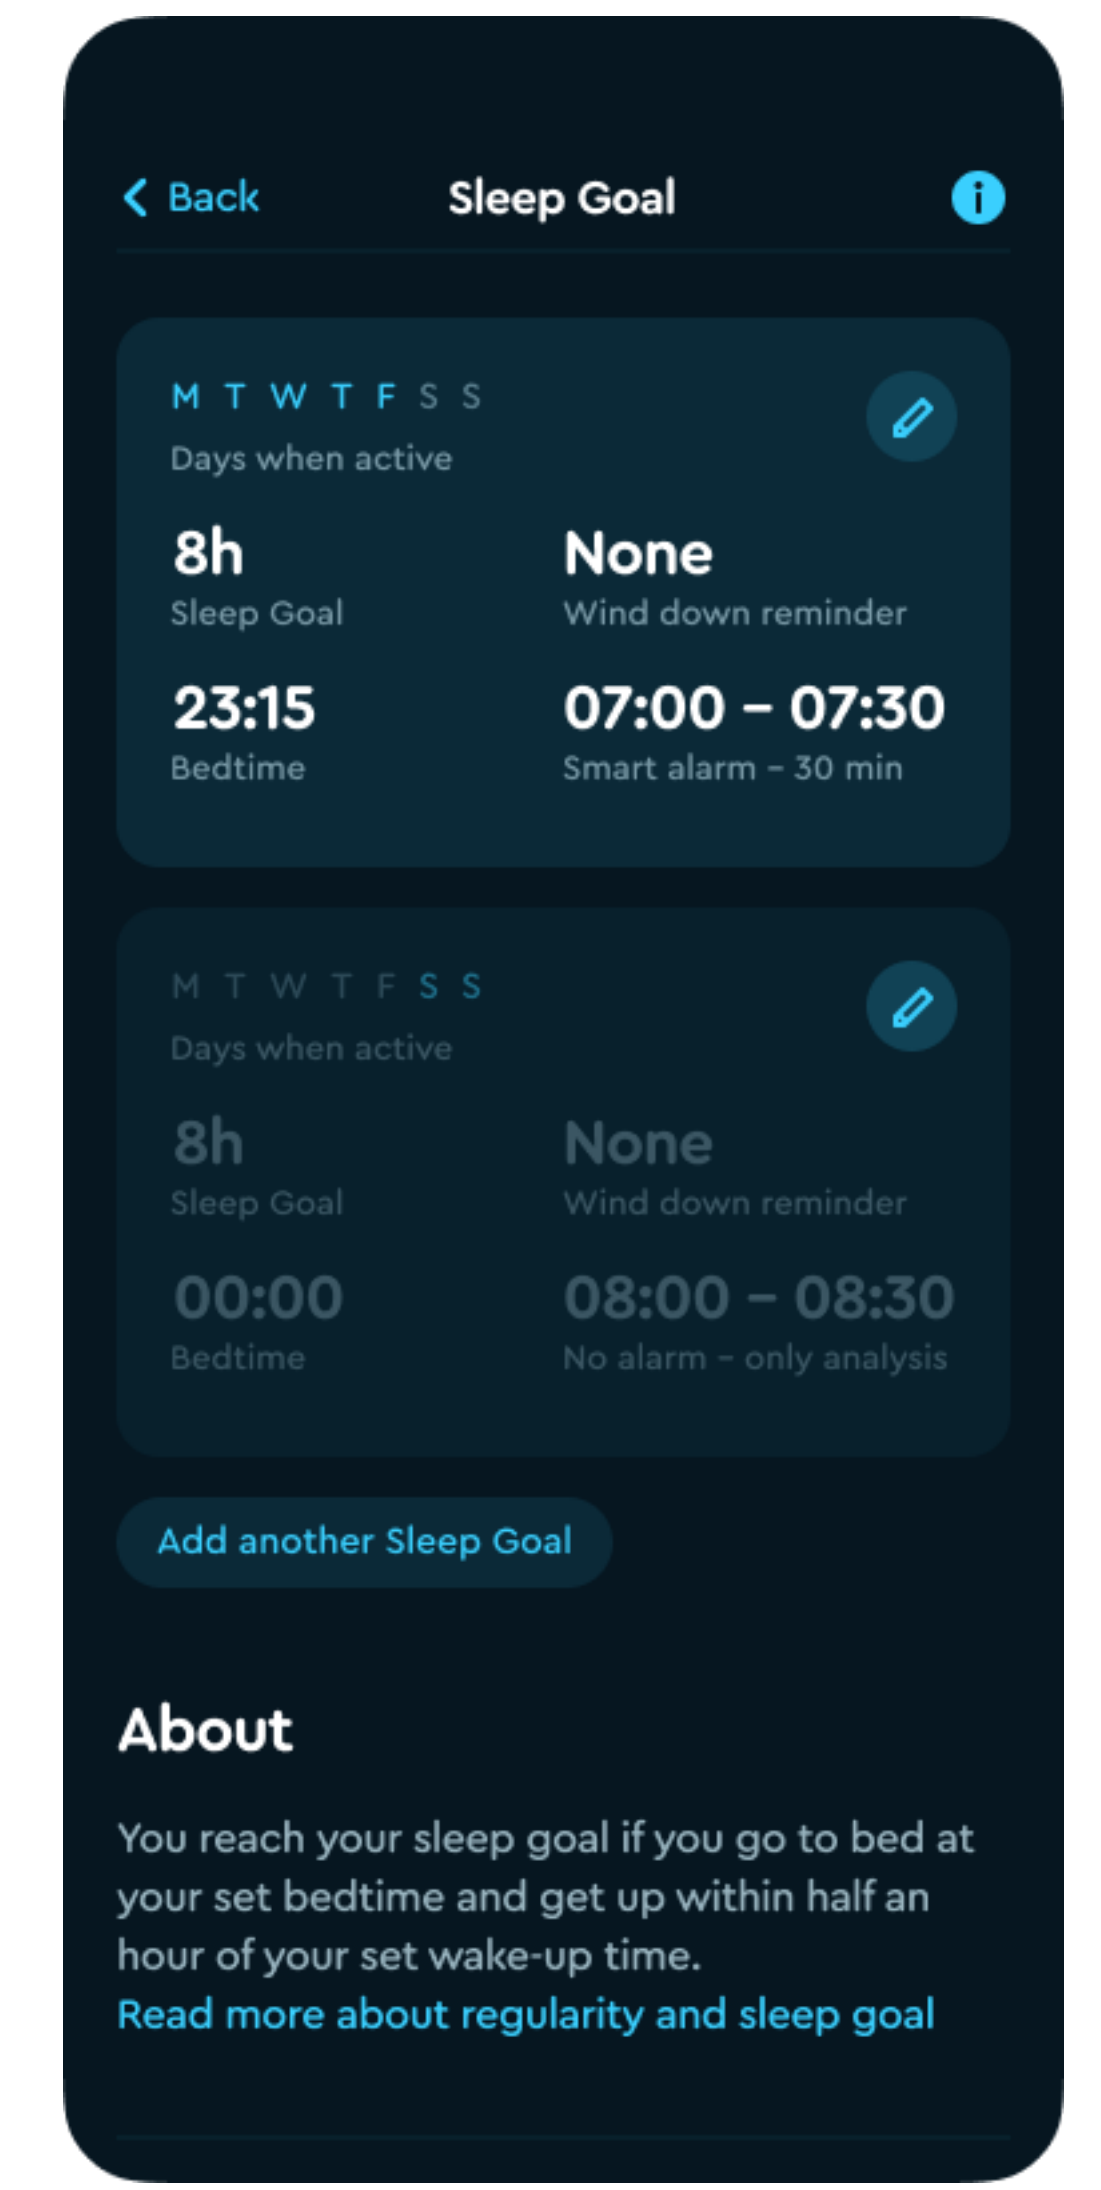 Back
Sleep Goal
M T W T F S S
Days when active
8h
Sleep Goal
None
Wind down reminder
23:15
Bedtime
07:00 – 07:30
Smart alarm – 30 min
M T W T F S S
Days when active
8h
Sleep Goal
None
Wind down reminder
00:00
Bedtime
08:00 – 08:30
No alarm – only analysis
Add another Sleep Goal
About
You reach your sleep goal if you go to bed at
your set bedtime and get up within half an
hour of your set wake-up time.
Read more about regularity and sleep goal